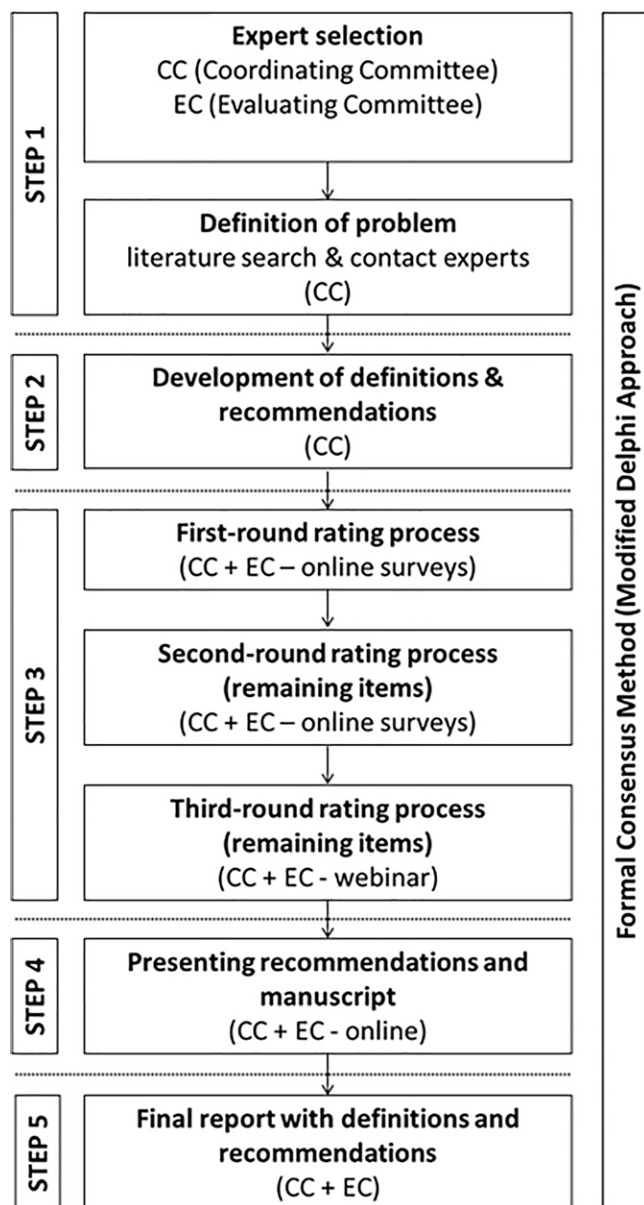 STEP 1
Expert selection
CC (Coordinating Committee)
EC (Evaluating Committee)
Definition of problem
literature search & contact experts
(CC)
STEP 2
Development of definitions &
recommendations
(CC)
STEP 3
First-round rating process
(CC + EC – online surveys)
Second-round rating process
(remaining items)
(CC + EC – online surveys)
Third-round rating process
(remaining items)
(CC + EC - webinar)
STEP 4
Presenting recommendations and
manuscript
(CC + EC - online)
STEP 5
Final report with definitions and
recommendations
(CC + EC)
Formal Consensus Method (Modified Delphi Approach)